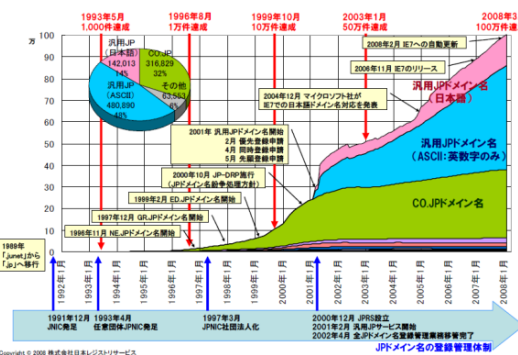 1993年5月
1,000件達成
1996年8月
1万件達成
1999年10月
10万件達成
2003年1月
50万件達成
2008年3
100万件達成
万
100
90
80
70
60
50
40
30
20
10
0
汎用JP
(日本語)
142,013
14%
CO.JP
316,829
32%
汎用JP
(ASCII)
480,890
48%
その他
63,553
6%
2008年2月 IE7への自動更新
2006年11月 IE7のリリース
2004年12月 マイクロソフト社が
IE7での日本語ドメイン名対応を発表
2001年 汎用JPドメイン名開始
2月 優先登録申請
4月 同時登録申請
5月 先願登録申請
2000年10月 JP-DRP施行
(JPドメイン名紛争処理方針)
1999年2月 ED.JPドメイン名開始
1997年12月 GR.JPドメイン名開始
1996年11月 NE.JPドメイン名開始
汎用JPドメイン名
(日本語)
汎用JPドメイン名
(ASCII:英数字のみ)
CO.JPドメイン名
1989年
「.junet」から
「.jp」へ移行
1992年1月
1993年1月
1994年1月
1995年1月
1996年1月
1997年1月
1998年1月
1999年1月
2000年1月
2001年1月
2002年1月
2003年1月
2004年1月
2005年1月
2006年1月
2007年1月
2008年1月
1991年12月
JNIC発足
1993年4月
任意団体JPNIC発足
1997年3月
JPNIC社団法人化
2000年12月 JPRS設立
2001年2月 汎用JPサービス開始
2002年4月 全JPドメイン名登録管理業務移管完了
JPドメイン名の登録管理体制
Copyright © 2008 株式会社日本レジストリサービス